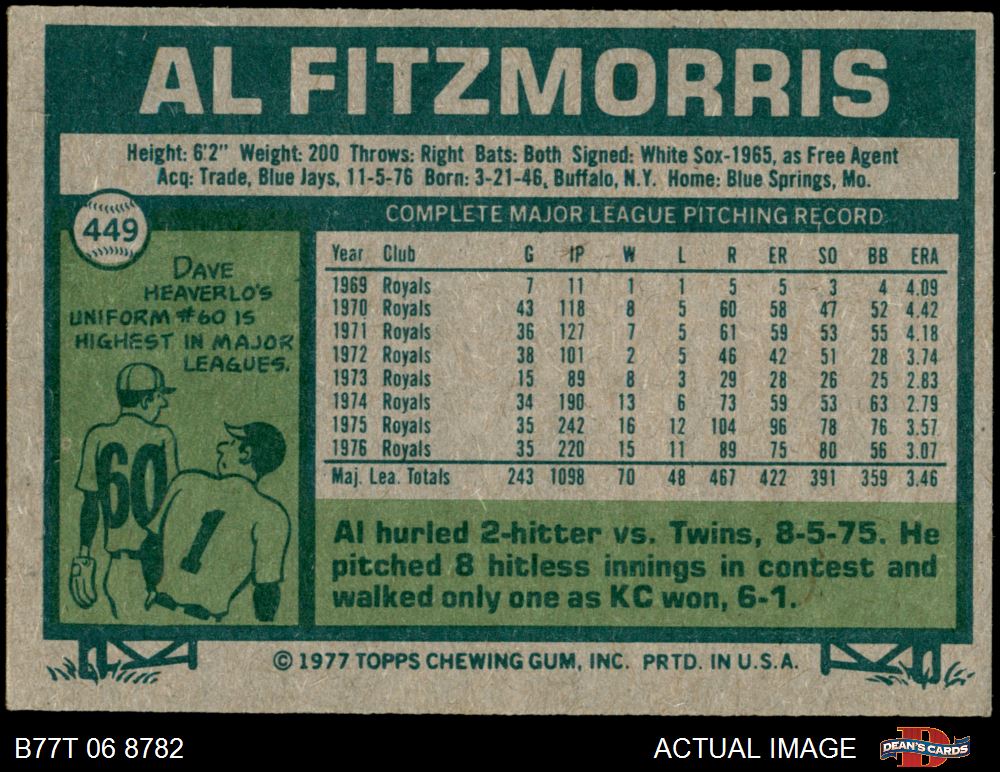 AL FITZMORRIS
Height: 6'2" Weight: 200 Throws: Right Bats: Both Signed: White Sox-1965, as Free Agent
Acq: Trade, Blue Jays, 11-5-76 Born: 3-21-46, Buffalo, N.Y. Home: Blue Springs, Mo.
449
COMPLETE MAJOR LEAGUE PITCHING RECORD
DAVE
HEAVERLO'S
UNIFORM #60 IS
HIGHEST IN MAJOR
LEAGUES.
60
1
Year Club G IP W L R ER SO BB ERA
1969 Royals 7 11 1 1 5 5 3 4 4.09
1970 Royals 43 118 8 5 60 58 47 52 4.42
1971 Royals 36 127 7 5 61 59 53 55 4.18
1972 Royals 38 101 2 5 46 42 51 28 3.74
1973 Royals 15 89 8 3 29 28 26 25 2.83
1974 Royals 34 190 13 6 73 59 53 63 2.79
1975 Royals 35 242 16 12 104 96 78 76 3.57
1976 Royals 35 220 15 11 89 75 80 56 3.07
Maj. Lea. Totals 243 1098 70 48 467 422 391 359 3.46
Al hurled 2-hitter vs. Twins, 8-5-75. He
pitched 8 hitless innings in contest and
walked only one as KC won, 6-1.
© 1977 TOPPS CHEWING GUM, INC. PRTD. IN U.S.A.
B77T 06 8782
ACTUAL IMAGE
D
DEAN'S CARDS